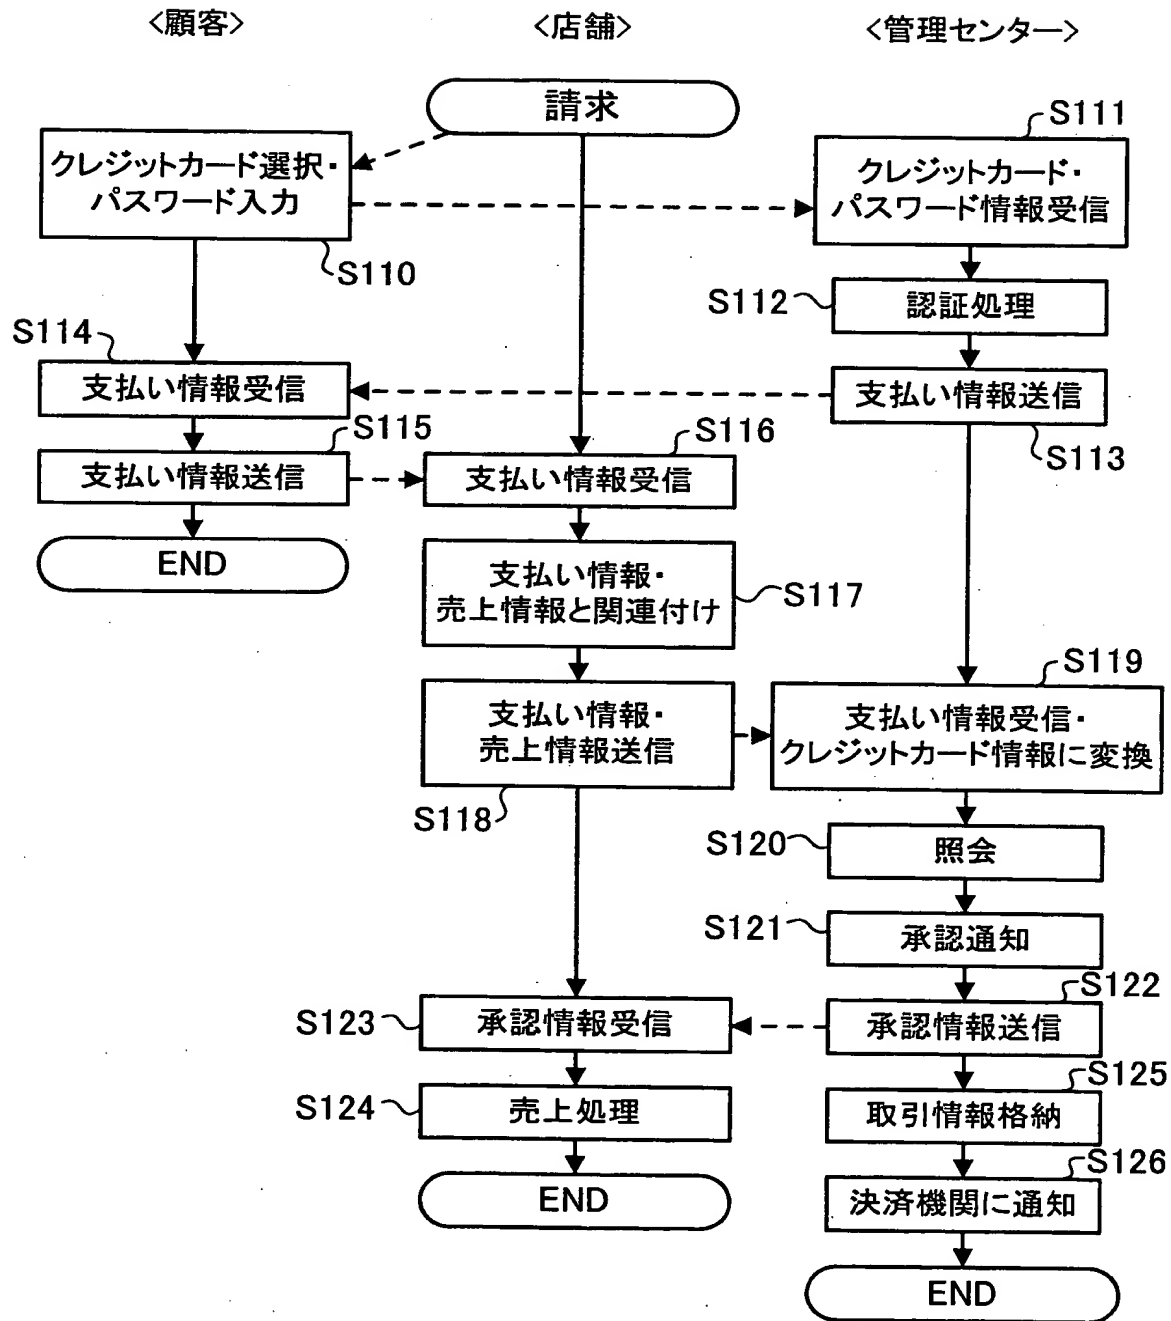 <顧客>
<店舗>
<管理センター>
請求
S111
クレジットカード選択・
パスワード入力
クレジットカード・
パスワード情報受信
S110
S112
認証処理
S114
支払い情報受信
支払い情報送信
S113
S115
S116
支払い情報送信
支払い情報受信
END
支払い情報・
売上情報と関連付け
S117
S119
支払い情報・
売上情報送信
支払い情報受信・
クレジットカード情報に変換
S118
S120
照会
S121
承認通知
S122
S123
承認情報受信
承認情報送信
S125
S124
売上処理
取引情報格納
S126
END
決済機関に通知
END